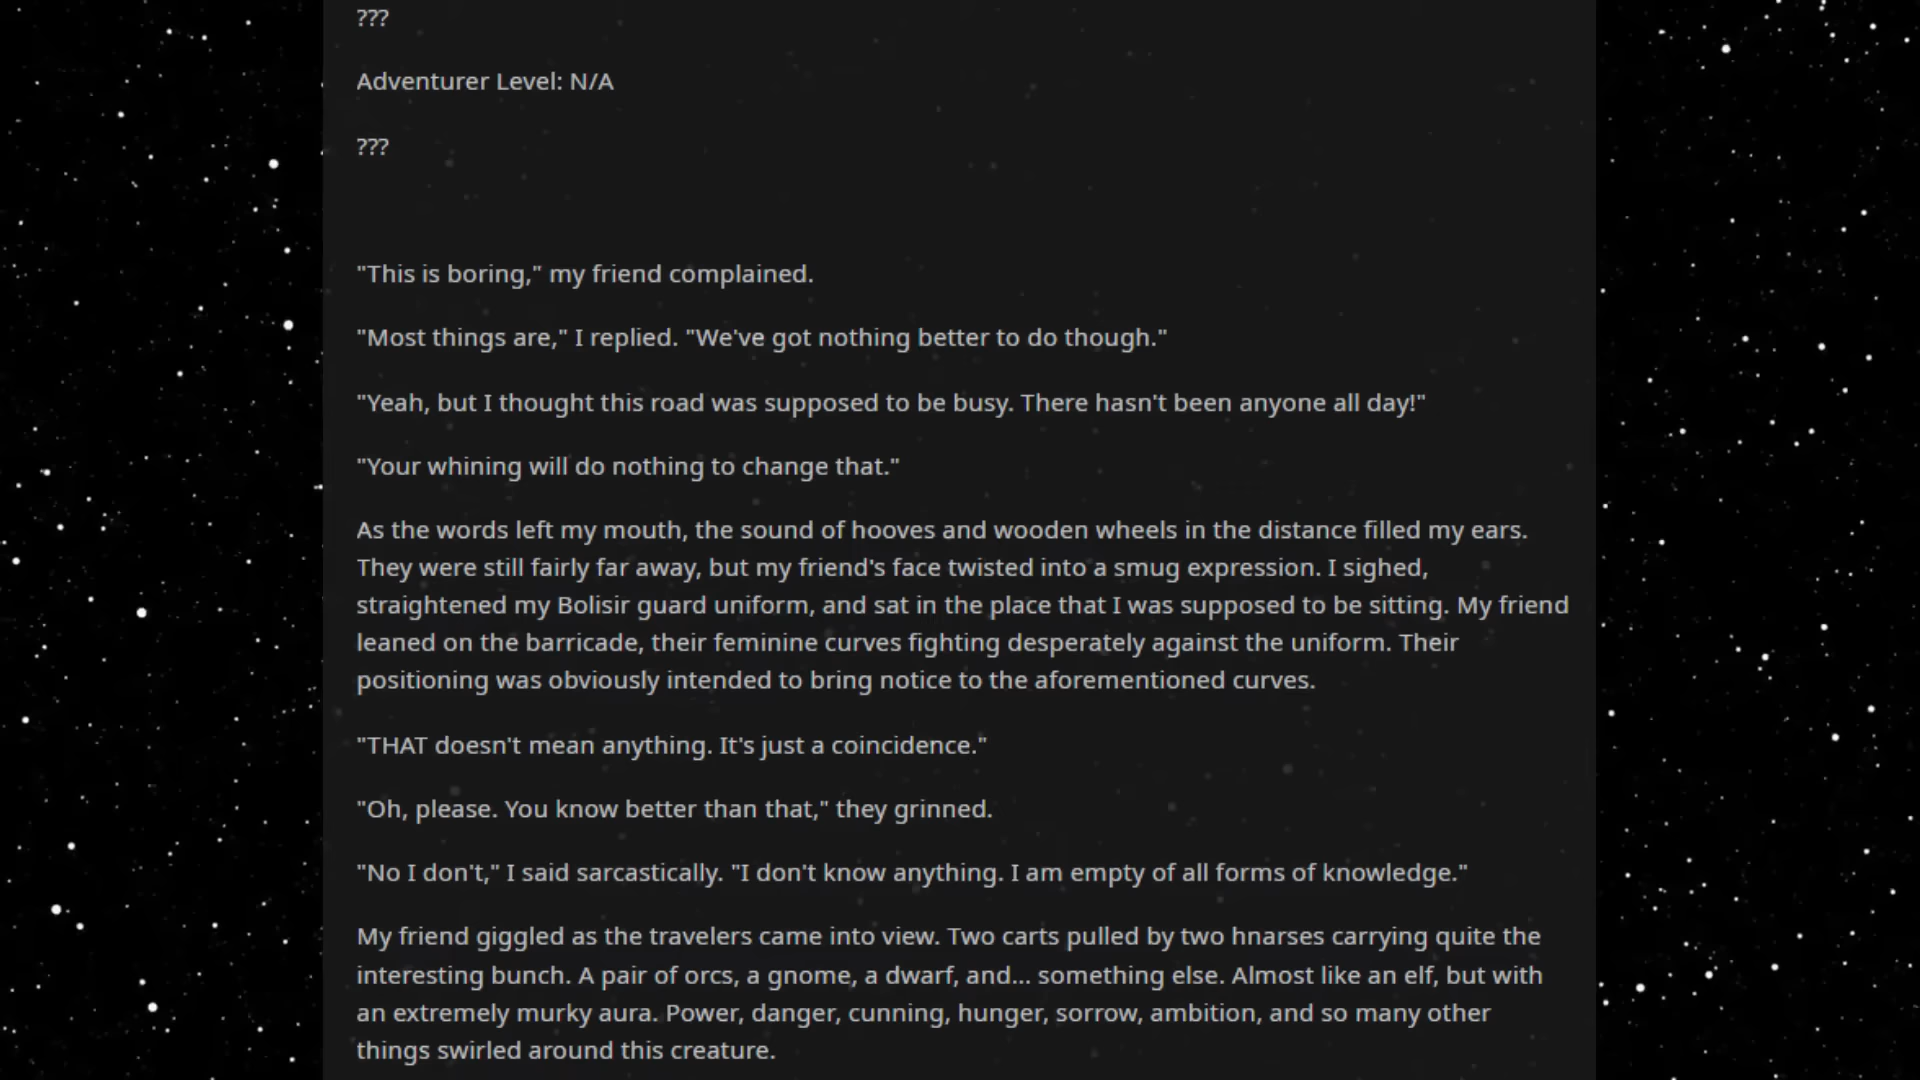 ???
Adventurer Level: N/A
???
"This is boring," my friend complained.
"Most things are," I replied. "We've got nothing better to do though."
"Yeah, but I thought this road was supposed to be busy. There hasn't been anyone all day!"
"Your whining will do nothing to change that."
As the words left my mouth, the sound of hooves and wooden wheels in the distance filled my ears.
They were still fairly far away, but my friend's face twisted into a smug expression. I sighed,
straightened my Bolisir guard uniform, and sat in the place that I was supposed to be sitting. My friend
leaned on the barricade, their feminine curves fighting desperately against the uniform. Their
positioning was obviously intended to bring notice to the aforementioned curves.
"THAT doesn't mean anything. It's just a coincidence."
"Oh, please. You know better than that," they grinned.
"No I don't," I said sarcastically. "I don't know anything. I am empty of all forms of knowledge."
My friend giggled as the travelers came into view. Two carts pulled by two hnarses carrying quite the
interesting bunch. A pair of orcs, a gnome, a dwarf, and... something else. Almost like an elf, but with
an extremely murky aura. Power, danger, cunning, hunger, sorrow, ambition, and so many other
things swirled around this creature.